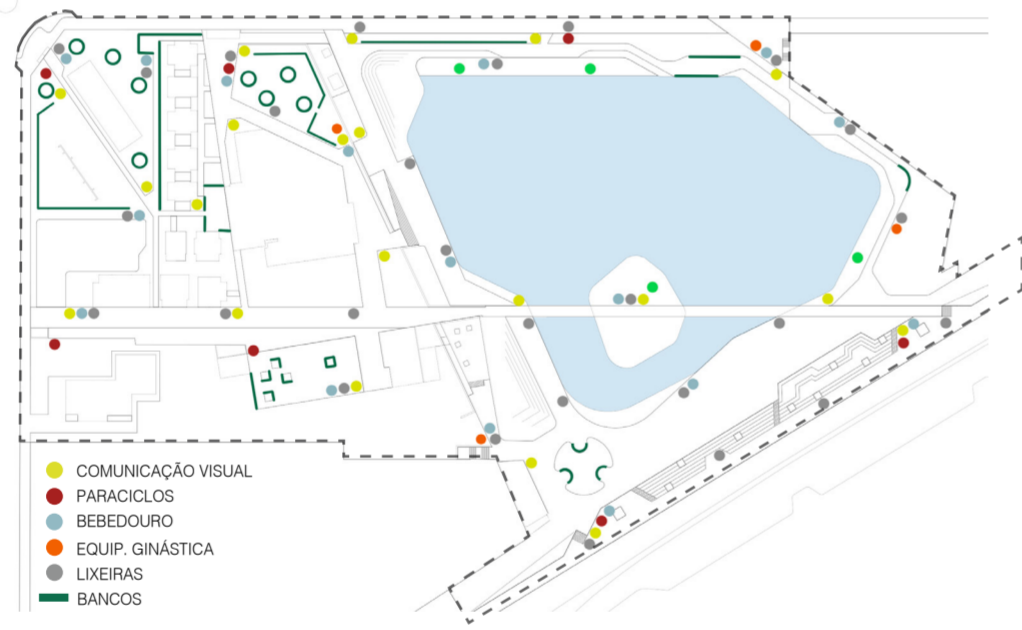 COMUNICAÇÃO VISUAL
PARACICLOS
BEBEDOURO
EQUIP. GINÁSTICA
LIXEIRAS
BANCOS